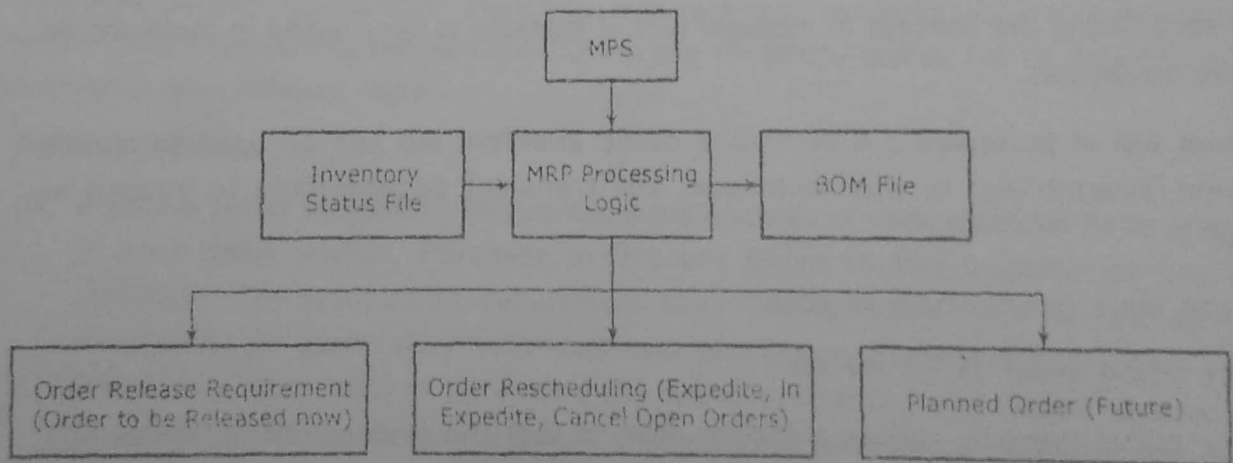 MPS
Inventory
Status File
MRP Processing
Logic
BOM File
Order Release Requirement
(Order to be Released now)
Order Rescheduling (Expedite, In
Expedite, Cancel Open Orders)
Planned Order (Future)